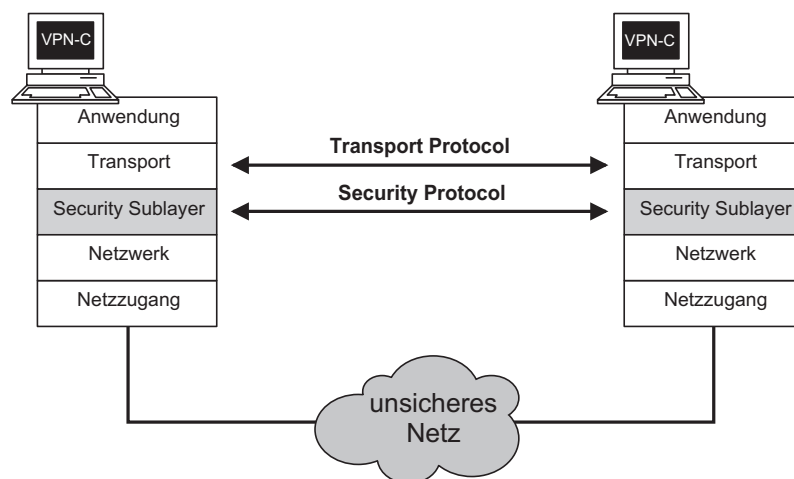 VPN-C
VPN-C
Anwendung
Anwendung
Transport Protocol
Transport
Transport
Security Protocol
Security Sublayer
Security Sublayer
Netzwerk
Netzwerk
Netzzugang
Netzzugang
unsicheres
Netz